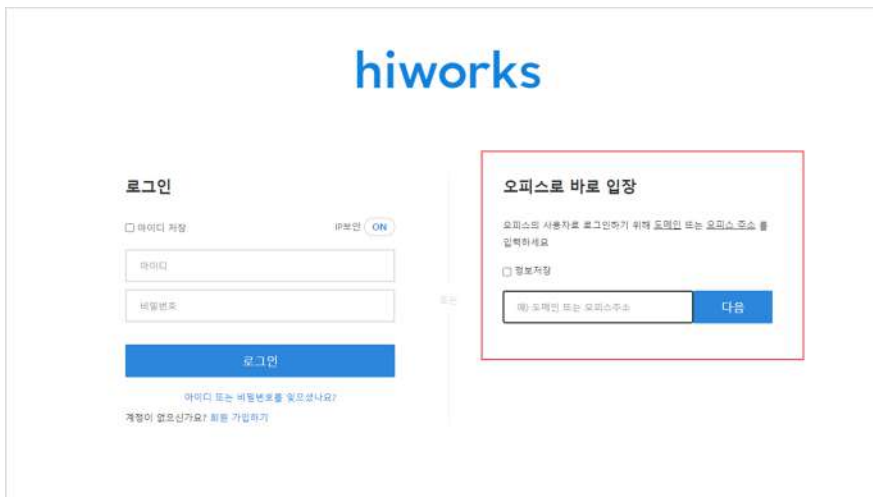 hiworks
로그인
아이디 저장
IP보안 ON
아이디
비밀번호
로그인
아이디 또는 비밀번호를 잊으셨나요?
계정이 없으신가요? 회원 가입하기
또는
오피스로 바로 입장
오피스의 사용자로 로그인하기 위해 도메인 또는 오피스 주소 를
입력하세요
정보저장
예) 도메인 또는 오피스주소
다음